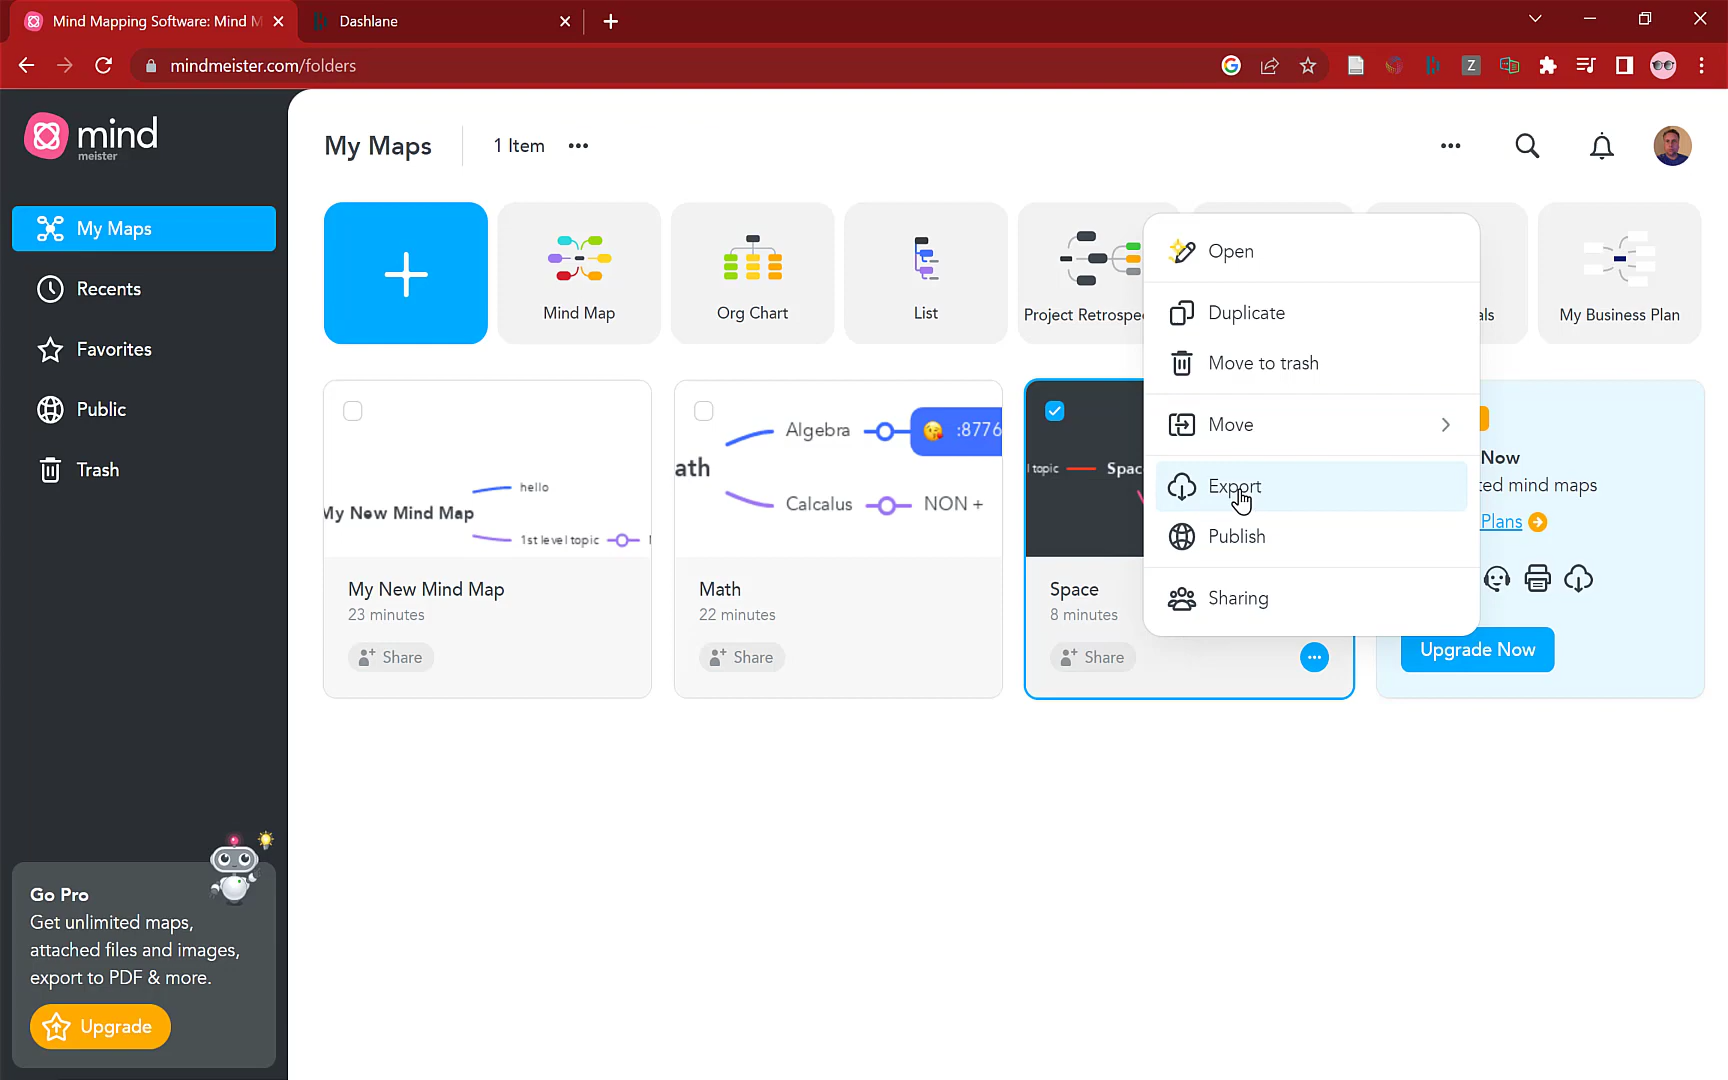 Mind Mapping Software: Mind M
Dashlane
mindmeister.com/folders
mind
meister
My Maps
Recents
Favorites
Public
Trash
Go Pro
Get unlimited maps,
attached files and images,
export to PDF & more.
Upgrade
My Maps
1 Item
Mind Map
Org Chart
List
Project Retrospec
als
My Business Plan
hello
My New Mind Map
1st level topic
My New Mind Map
23 minutes
Share
ath
Algebra
:8776
Calcalus
NON +
Math
22 minutes
Share
l topic
Spac
Space
8 minutes
Share
Open
Duplicate
Move to trash
Move
Export
Publish
Sharing
Now
ted mind maps
Plans
Upgrade Now
Z